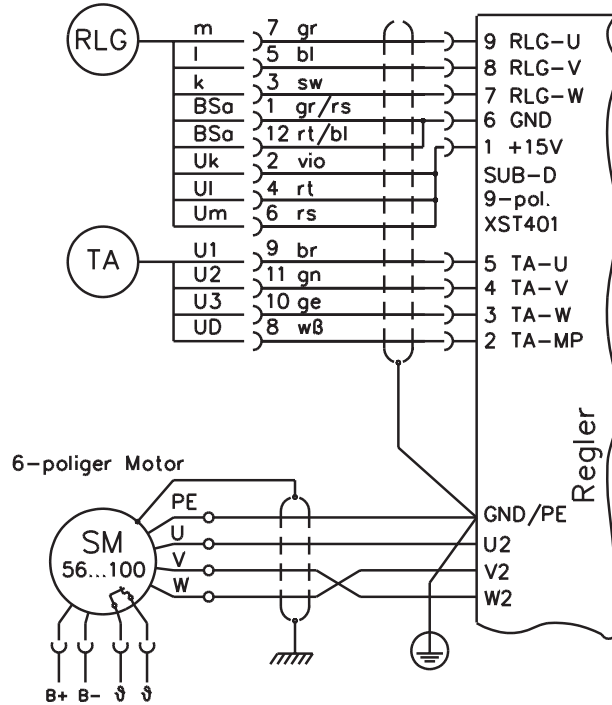 RLG m 7 gr 9 RLG-U
l 5 bl 8 RLG-V
k 3 sw 7 RLG-W
BSa 1 gr/rs 6 GND
BSa 12 rt/bl 1 +15V
Uk 2 vio SUB-D
Ul 4 rt 9-pol.
Um 6 rs XST401
TA U1 9 br 5 TA-U
U2 11 gn 4 TA-V
U3 10 ge 3 TA-W
UD 8 wß 2 TA-MP
Regler
6-poliger Motor
PE GND/PE
SM U U2
56...100 V V2
W W2
B+ B- ϑ ϑ